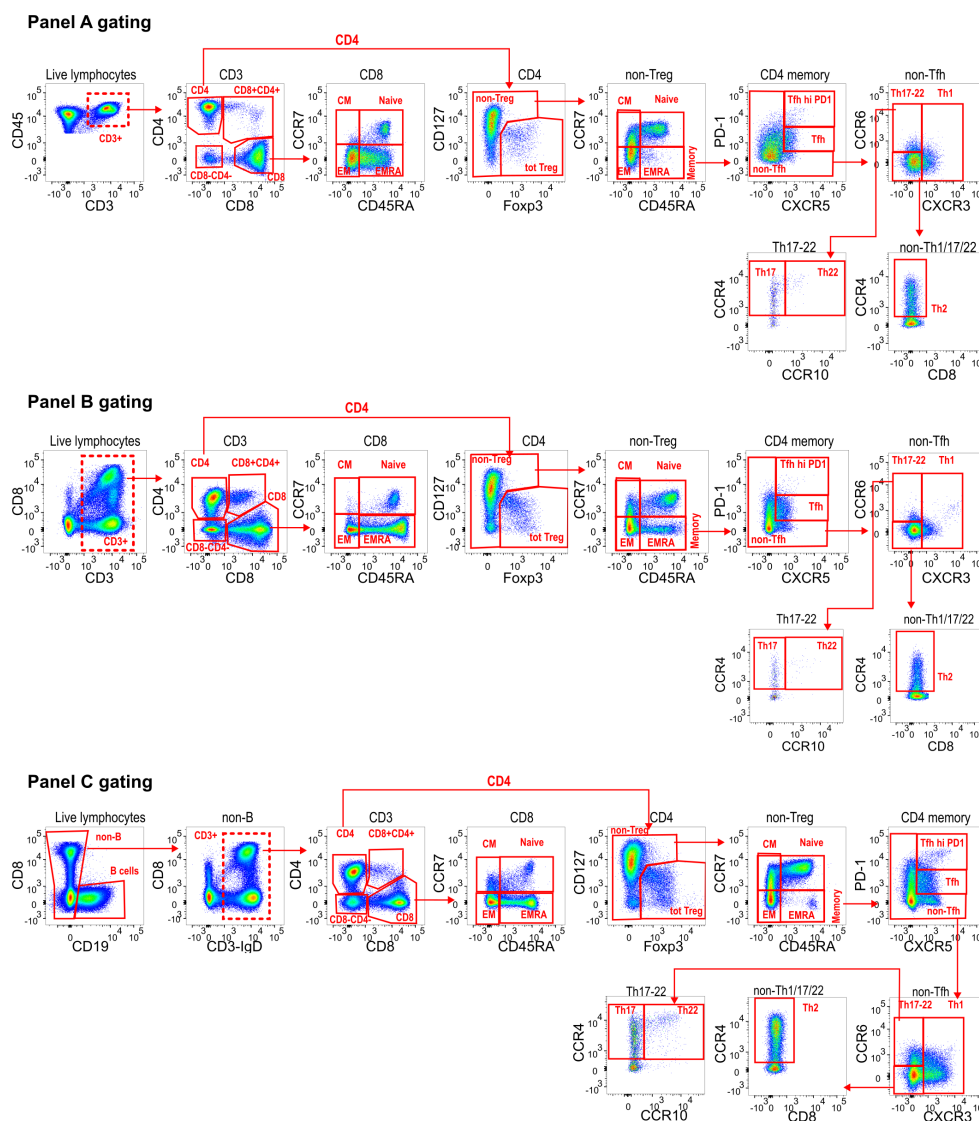 Panel A gating
CD4
Live lymphocytes CD3 CD8 CD4 non-Treg CD4 memory non-Tfh
CD45 CD3+ CD3
CD4 CD8+CD4+ CD8-CD4- CD8 CD4 CD8
CCR7 CM Naive EM EMRA CD45RA
CD127 non-Treg tot Treg Foxp3
CCR7 CM Naive EM EMRA Memory CD45RA
PD-1 Tfh hi PD1 Tfh non-Tfh CXCR5
CCR6 Th17-22 Th1 CXCR3
Th17-22 non-Th1/17/22
CCR4 Th17 Th22 CCR10
CCR4 Th2 CD8
Panel B gating
CD4
Live lymphocytes CD3 CD8 CD4 non-Treg CD4 memory non-Tfh
CD8 CD3+ CD3
CD4 CD8+CD4+ CD8 CD8-CD4- CD4 CD8
CCR7 CM Naive EM EMRA CD45RA
CD127 non-Treg tot Treg Foxp3
CCR7 CM Naive EM EMRA Memory CD45RA
PD-1 Tfh hi PD1 Tfh non-Tfh CXCR5
CCR6 Th17-22 Th1 CXCR3
Th17-22 non-Th1/17/22
CCR4 Th17 Th22 CCR10
CCR4 Th2 CD8
Panel C gating
CD4
Live lymphocytes non-B CD3 CD8 CD4 non-Treg CD4 memory
CD8 non-B B cells CD19
CD8 CD3+ CD3-IgD
CD4 CD8+CD4+ CD8-CD4- CD8 CD4 CD8
CCR7 CM Naive EM EMRA CD45RA
CD127 non-Treg tot Treg Foxp3
CCR7 CM Naive EM EMRA Memory CD45RA
PD-1 Tfh hi PD1 Tfh non-Tfh CXCR5
Th17-22 non-Th1/17/22 non-Tfh
CCR4 Th17 Th22 CCR10
CCR4 Th2 CD8
CCR6 Th17-22 Th1 CXCR3